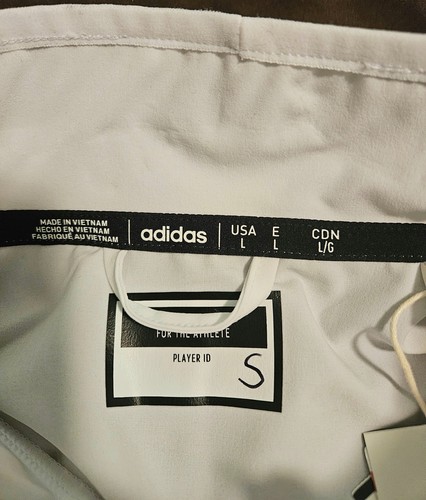 MADE IN VIETNAM
HECHO EN VIETNAM
FABRIQUÉ AU VIETNAM
adidas
USA
L
E
L
CDN
L/G
FOR THE ATHLETE
PLAYER ID
S